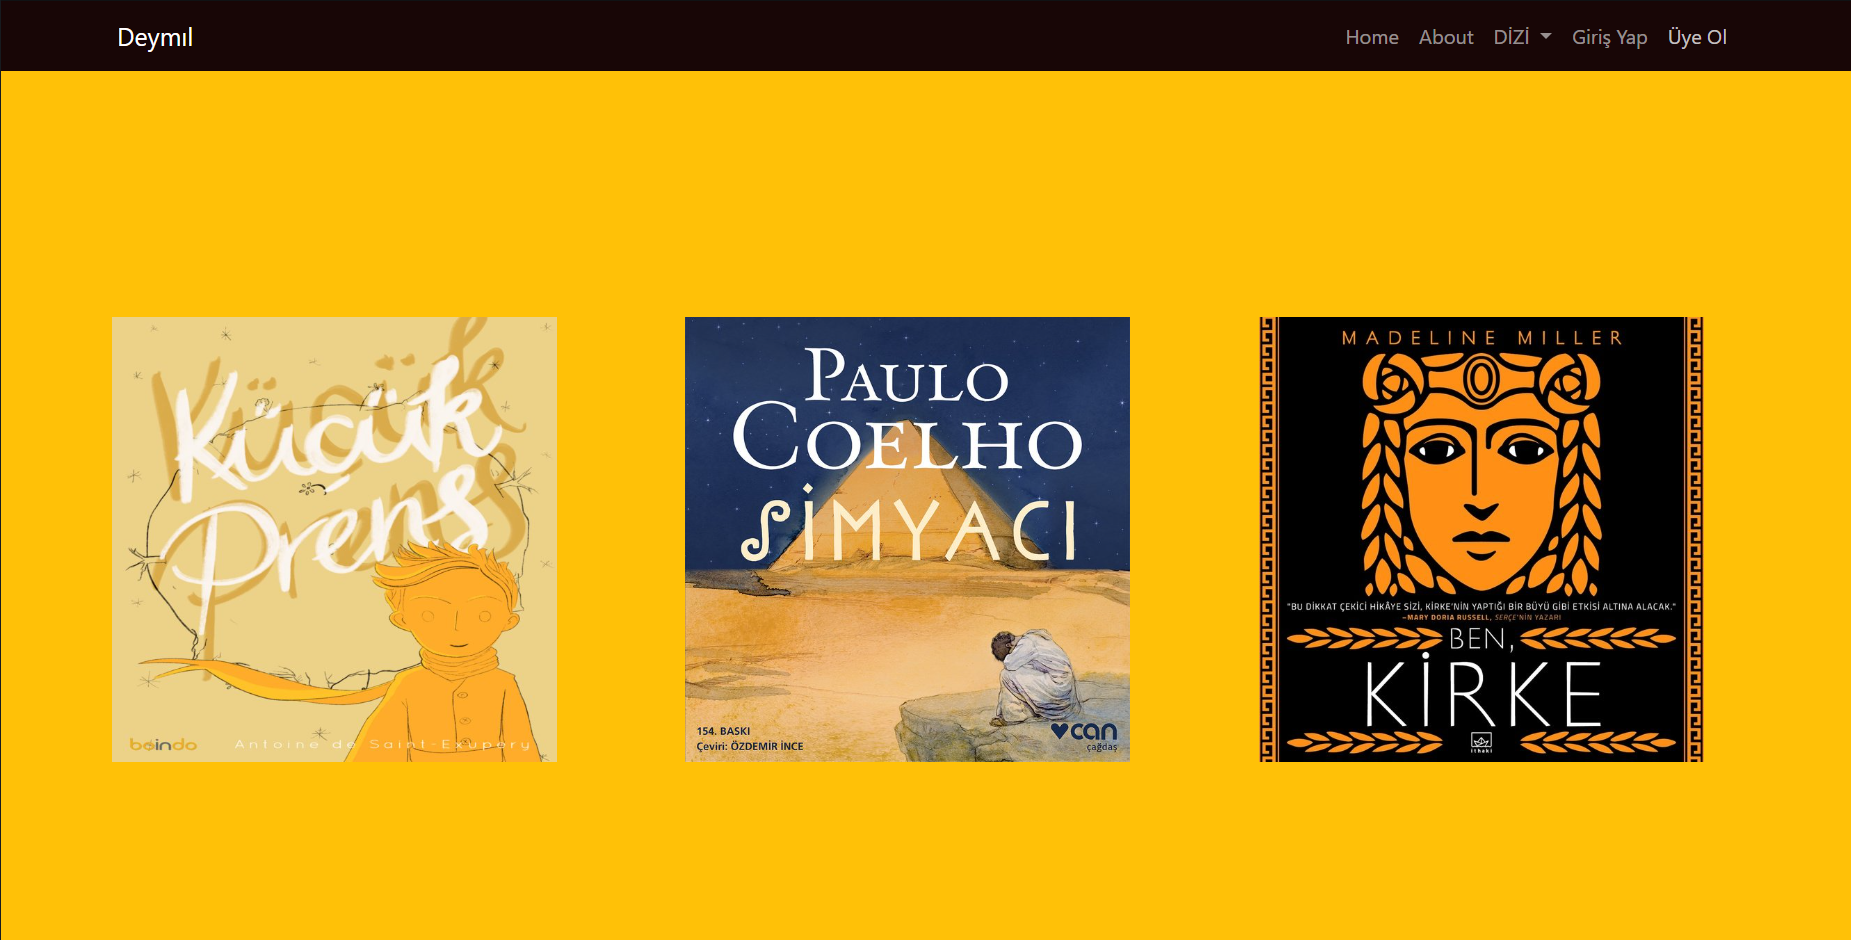 Deymıl
Home About DİZİ Giriş Yap Üye Ol
Küçük
Prens
boindo
Antoine de Saint-Exupéry
PAULO
COELHO
SİMYACI
154. BASKI
Çeviri: ÖZDEMİR İNCE
can
çağdaş
MADELINE MILLER
"BU DİKKAT ÇEKİCİ HİKÂYE SİZİ, KİRKE'NİN YAPTIĞI BİR BÜYÜ GİBİ ETKİSİ ALTINA ALACAK."
–MARY DORIA RUSSELL, SERÇE'NİN YAZARI
BEN,
KİRKE
ithaki